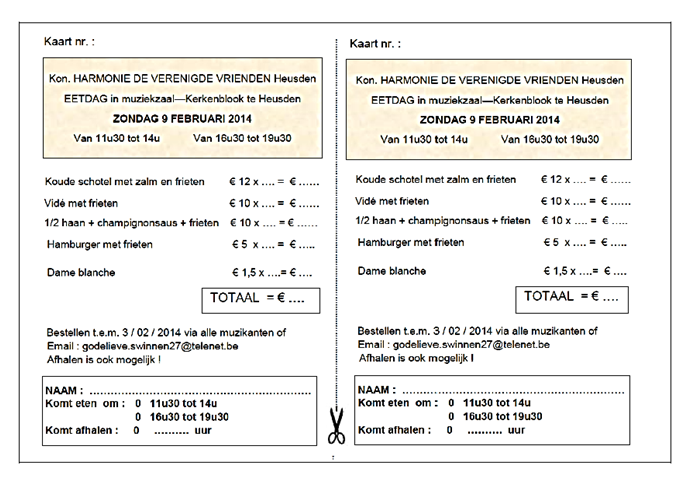 Kaart nr. :
Kon. HARMONIE DE VERENIGDE VRIENDEN Heusden
EETDAG in muziekzaal—Kerkenblook te Heusden
ZONDAG 9 FEBRUARI 2014
Van 11u30 tot 14u Van 16u30 tot 19u30
Koude schotel met zalm en frieten € 12 x .... = € ......
Vidé met frieten € 10 x .... = € ......
1/2 haan + champignonsaus + frieten € 10 x .... = € ......
Hamburger met frieten € 5 x .... = € .....
Dame blanche € 1,5 x ....= € ....
TOTAAL = € ....
Bestellen t.e.m. 3 / 02 / 2014 via alle muzikanten of
Email : godelieve.swinnen27@telenet.be
Afhalen is ook mogelijk !
NAAM : ......................................................
Komt eten om : 0 11u30 tot 14u
0 16u30 tot 19u30
Komt afhalen : 0 .......... uur
Kaart nr. :
Kon. HARMONIE DE VERENIGDE VRIENDEN Heusden
EETDAG in muziekzaal—Kerkenblook te Heusden
ZONDAG 9 FEBRUARI 2014
Van 11u30 tot 14u Van 16u30 tot 19u30
Koude schotel met zalm en frieten € 12 x .... = € ......
Vidé met frieten € 10 x .... = € ......
1/2 haan + champignonsaus + frieten € 10 x .... = € ......
Hamburger met frieten € 5 x .... = € .....
Dame blanche € 1,5 x ....= € ....
TOTAAL = € ....
Bestellen t.e.m. 3 / 02 / 2014 via alle muzikanten of
Email : godelieve.swinnen27@telenet.be
Afhalen is ook mogelijk !
NAAM : ......................................................
Komt eten om : 0 11u30 tot 14u
0 16u30 tot 19u30
Komt afhalen : 0 .......... uur